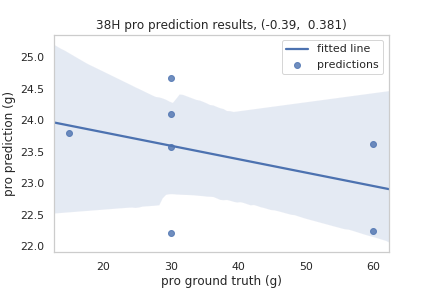 38H pro prediction results, (-0.39,  0.381)
fitted line
predictions
pro prediction (g)
25.0
24.5
24.0
23.5
23.0
22.5
22.0
20
30
40
50
60
pro ground truth (g)